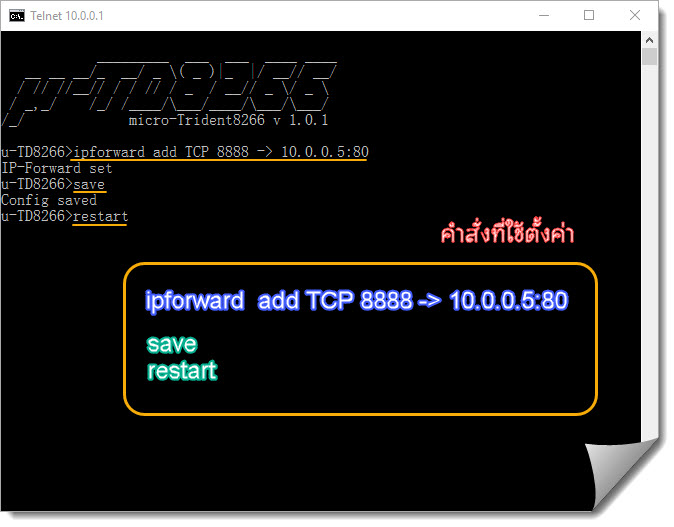 Telnet 10.0.0.1
µ-TD8266
micro-Trident8266 v 1.0.1
u-TD8266>ipforward add TCP 8888 -> 10.0.0.5:80
IP-Forward set
u-TD8266>save
Config saved
u-TD8266>restart
คำสั่งที่ใช้ตั้งค่า
ipforward add TCP 8888 -> 10.0.0.5:80
save
restart